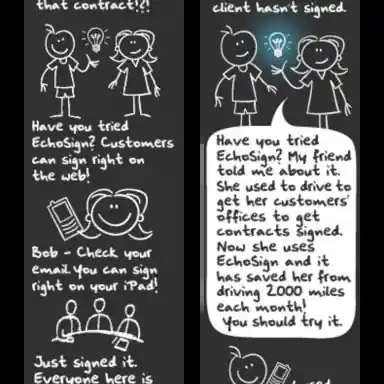 that contract!?!
Have you tried
EchoSign? Customers
can sign right on
the web!
Bob - Check your
email. You can sign
right on your iPad!
Just signed it.
Everyone here is
client hasn't signed.
Have you tried
EchoSign? My friend
told me about it.
She used to drive to
get her customers'
offices to get
contracts signed.
Now she uses
EchoSign and it
has saved her from
driving 2000 miles
each month!
You should try it.